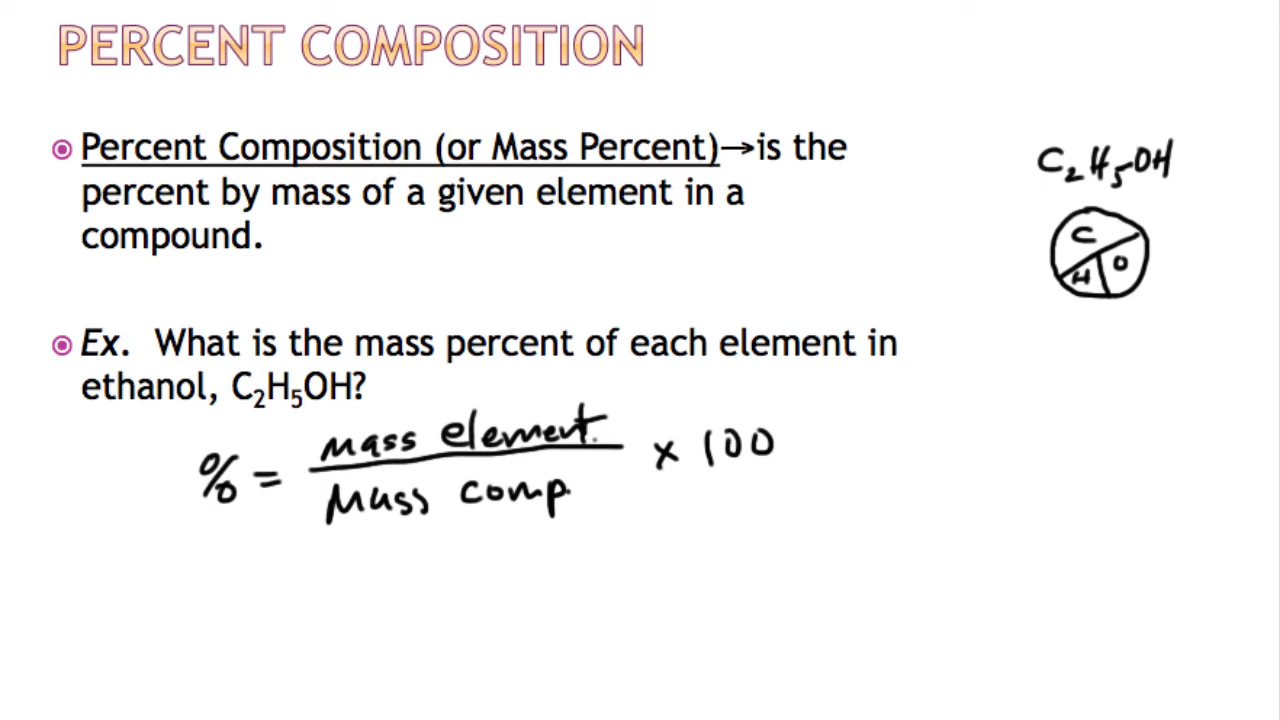 PERCENT COMPOSITION
Percent Composition (or Mass Percent)→is the
percent by mass of a given element in a
compound.
C₂H₅OH
C
H O
Ex. What is the mass percent of each element in
ethanol, C₂H₅OH?
% = mass element / Mass comp. x 100